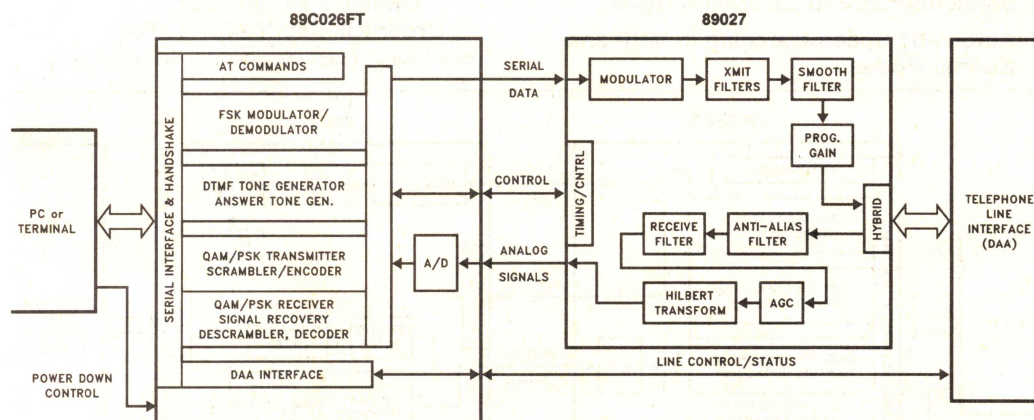 89C026FT
89027
AT COMMANDS
FSK MODULATOR/
DEMODULATOR
DTMF TONE GENERATOR
ANSWER TONE GEN.
QAM/PSK TRANSMITTER
SCRAMBLER/ENCODER
QAM/PSK RECEIVER
SIGNAL RECOVERY
DESCRAMBLER, DECODER
DAA INTERFACE
SERIAL INTERFACE & HANDSHAKE
PC or
TERMINAL
POWER DOWN
CONTROL
A/D
SERIAL
DATA
CONTROL
ANALOG
SIGNALS
LINE CONTROL/STATUS
TIMING/CNTRL
MODULATOR
XMIT
FILTERS
SMOOTH
FILTER
PROG.
GAIN
HYBRID
ANTI-ALIAS
FILTER
RECEIVE
FILTER
AGC
HILBERT
TRANSFORM
TELEPHONE
LINE
INTERFACE
(DAA)